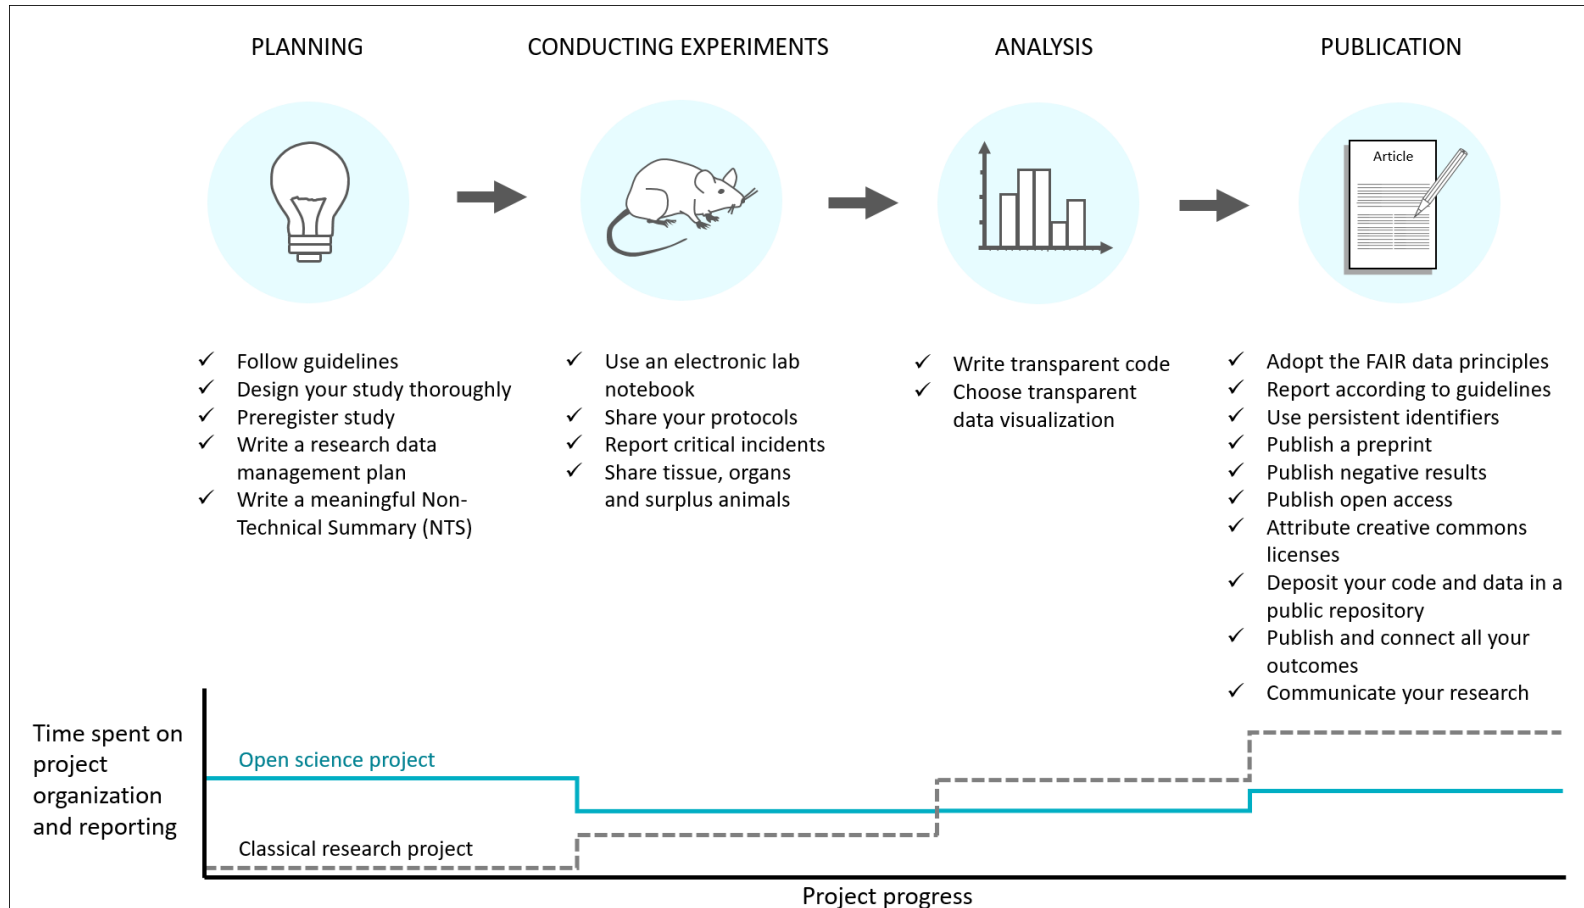 PLANNING
CONDUCTING EXPERIMENTS
ANALYSIS
PUBLICATION
Article
✓ Follow guidelines
✓ Design your study thoroughly
✓ Preregister study
✓ Write a research data
management plan
✓ Write a meaningful Non-
Technical Summary (NTS)
✓ Use an electronic lab
notebook
✓ Share your protocols
✓ Report critical incidents
✓ Share tissue, organs
and surplus animals
✓ Write transparent code
✓ Choose transparent
data visualization
✓ Adopt the FAIR data principles
✓ Report according to guidelines
✓ Use persistent identifiers
✓ Publish a preprint
✓ Publish negative results
✓ Publish open access
✓ Attribute creative commons
licenses
✓ Deposit your code and data in a
public repository
✓ Publish and connect all your
outcomes
✓ Communicate your research
Time spent on
project
organization
and reporting
Open science project
Classical research project
Project progress